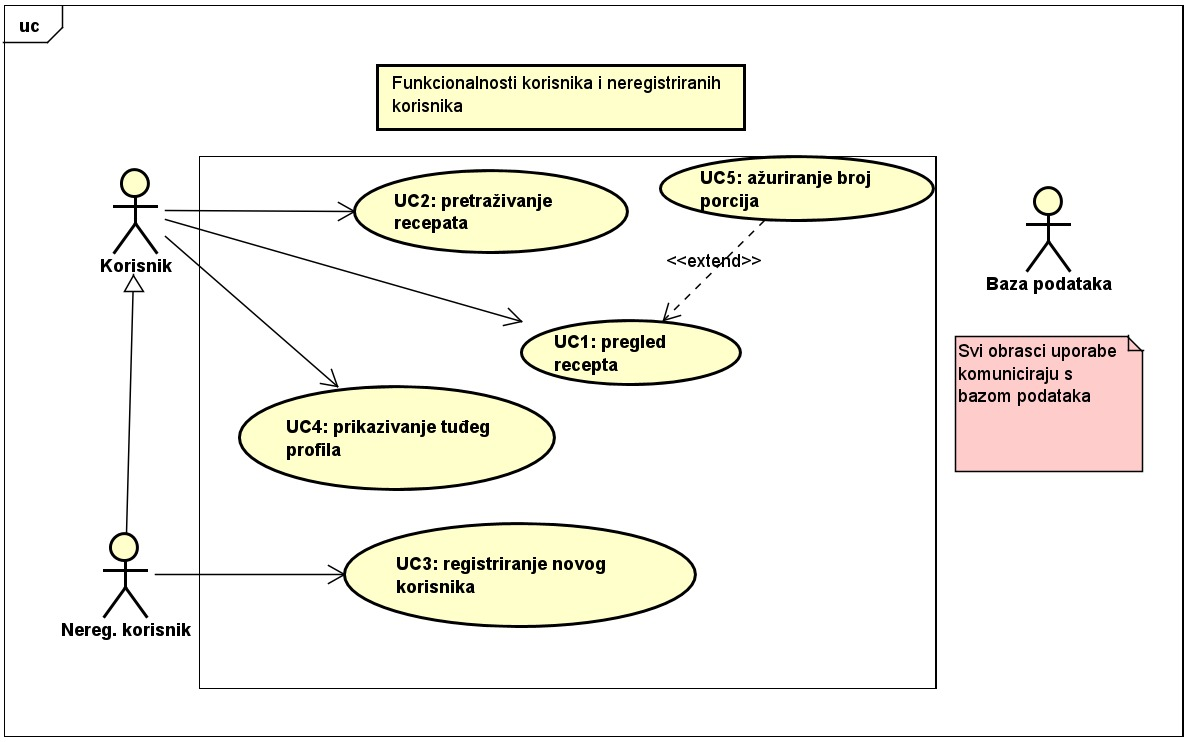 uc
Funkcionalnosti korisnika i neregistriranih
korisnika
UC5: ažuriranje broj
porcija
UC2: pretraživanje
recepata
<<extend>>
Korisnik
Baza podataka
UC1: pregled
recepta
Svi obrasci uporabe
komuniciraju s
bazom podataka
UC4: prikazivanje tuđeg
profila
UC3: registriranje novog
korisnika
Nereg. korisnik